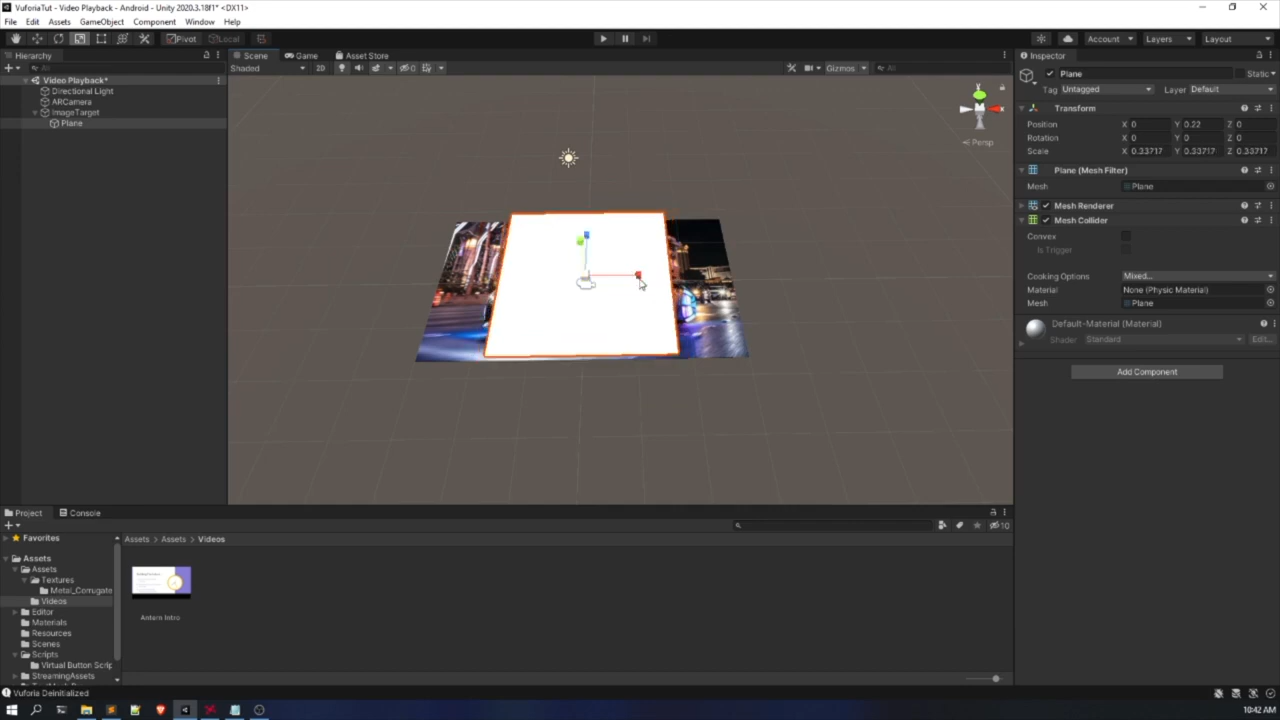 VuforiaTut - Video Playback - Android - Unity 2020.3.18f1* <DX11>
File Edit Assets GameObject Component Window Help
Pivot Local
Account Layers Layout
Hierarchy
Scene Game Asset Store
Inspector
All
Shaded 2D 0 Gizmos All
Plane Static
Tag Untagged Layer Default
Video Playback*
Directional Light
ARCamera
ImageTarget
Plane
Transform
Position X 0 Y 0.22 Z 0
Rotation X 0 Y 0 Z 0
Scale X 0.33717 Y 0.33717 Z 0.33717
Y
X
Persp
Plane (Mesh Filter)
Mesh Plane
Mesh Renderer
Mesh Collider
Convex
Is Trigger
Cooking Options Mixed...
Material None (Physic Material)
Mesh Plane
Default-Material (Material)
Shader Standard Edit...
Add Component
Project Console
10
Favorites
Assets
Assets
Textures
Metal_Corrugate
Videos
Editor
Materials
Resources
Scenes
Scripts
Virtual Button Scrip
StreamingAssets
Assets > Assets > Videos
Antern Intro
Vuforia Deinitialized
10:42 AM